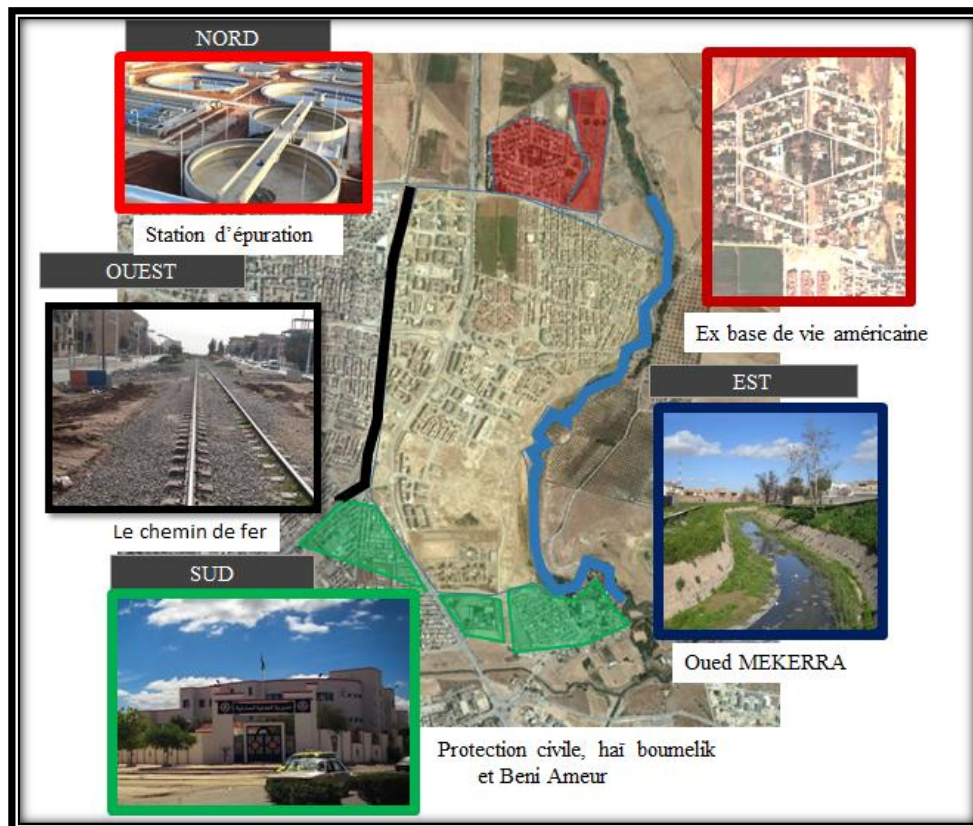 NORD
Station d'épuration
OUEST
Le chemin de fer
SUD
Ex base de vie américaine
EST
Oued MEKERRA
Protection civile, haï boumelik
et Beni Ameur